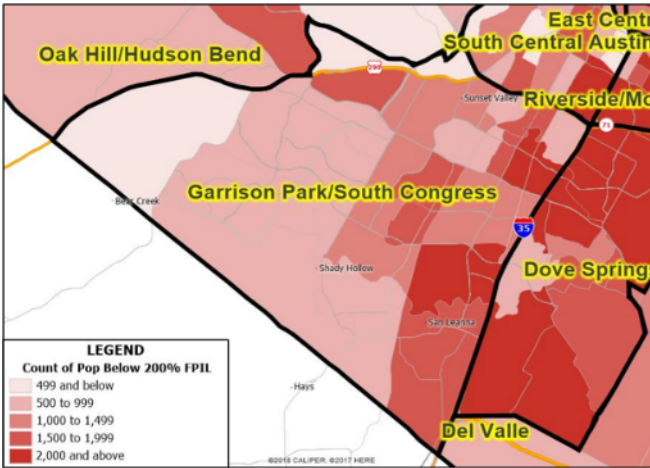 East Centr
South Central Austin
Oak Hill/Hudson Bend
290
Sunset Valley
Riverside/Mo
71
Garrison Park/South Congress
Bear Creek
35
Shady Hollow
Dove Springs
San Leanna
LEGEND
Count of Pop Below 200% FPIL
499 and below
500 to 999
1,000 to 1,499
1,500 to 1,999
2,000 and above
Hays
Del Valle
©2018 CALIPER; ©2017 HERE